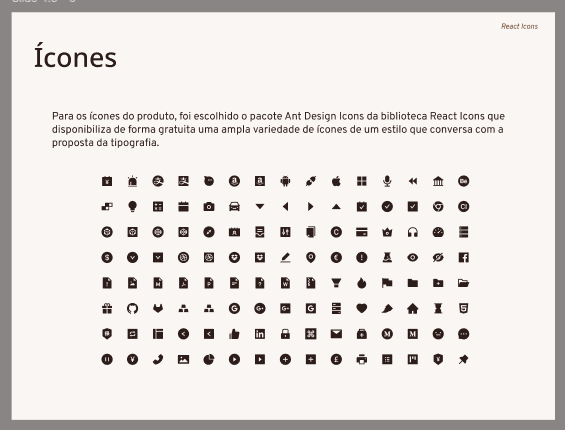 React Icons
Ícones
Para os ícones do produto, foi escolhido o pacote Ant Design Icons da biblioteca React Icons que
disponibiliza de forma gratuita uma ampla variedade de ícones de um estilo que conversa com a
proposta da tipografia.